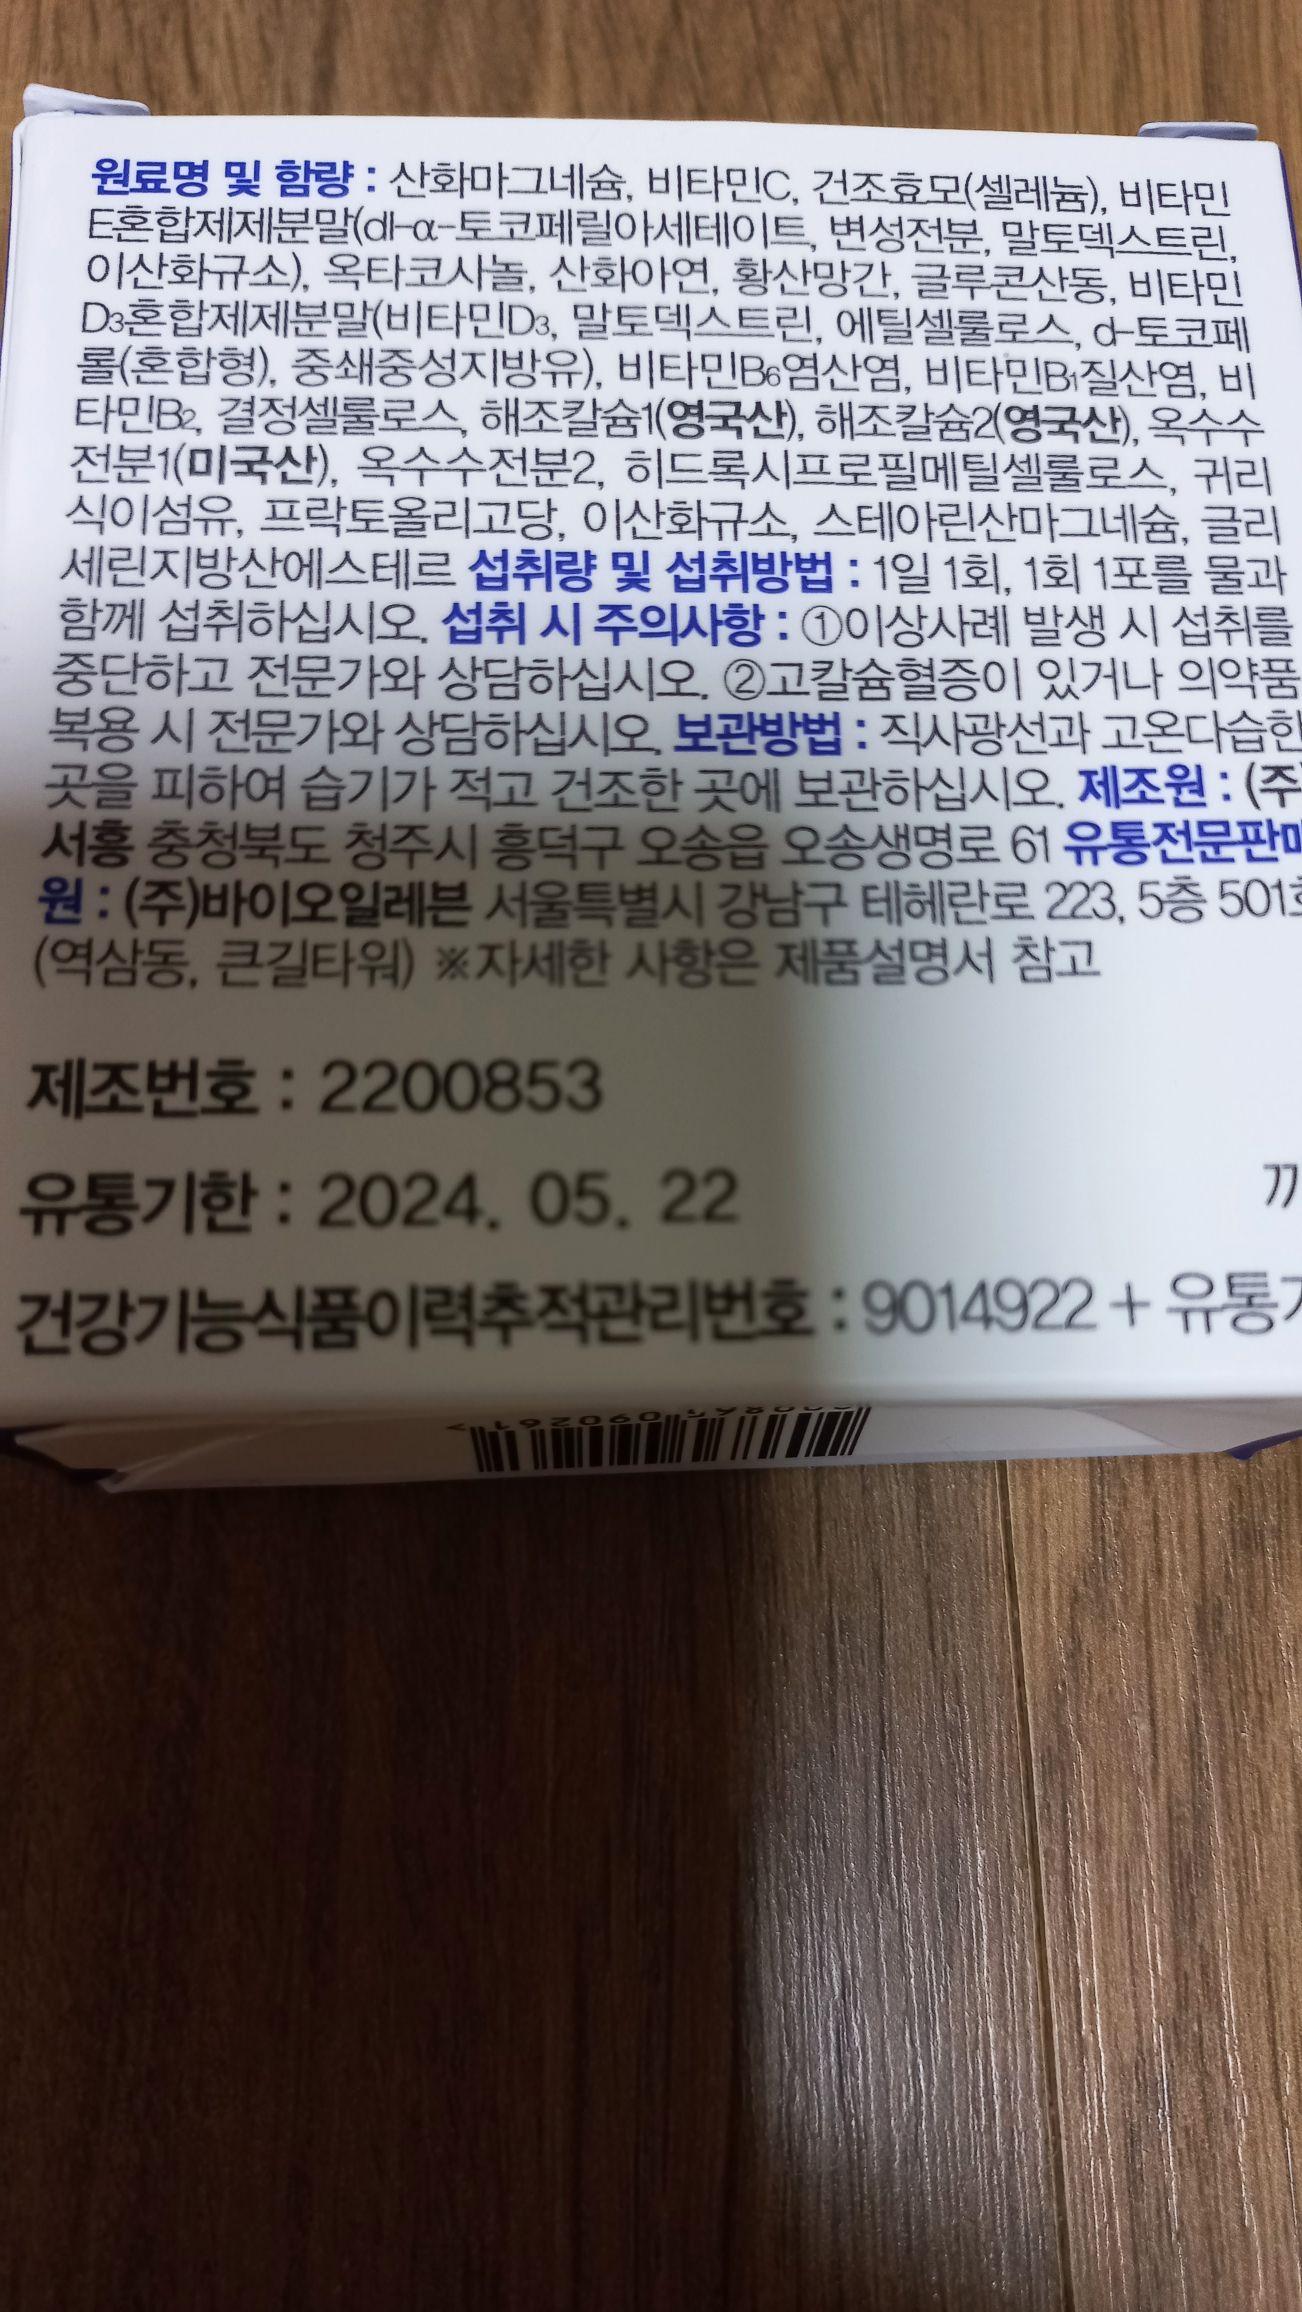 원료명 및 함량 : 산화마그네슘, 비타민C, 건조효모(셀레늄), 비타민
E혼합제제분말(dl-α-토코페릴아세테이트, 변성전분, 말토덱스트린,
이산화규소), 옥타코사놀, 산화아연, 황산망간, 글루콘산동, 비타민
D3혼합제제분말(비타민D3, 말토덱스트린, 에틸셀룰로스, d-토코페
롤(혼합형), 중쇄중성지방유), 비타민B6염산염, 비타민B1질산염, 비
타민B2, 결정셀룰로스, 해조칼슘1(영국산), 해조칼슘2(영국산), 옥수수
전분1(미국산), 옥수수전분2, 히드록시프로필메틸셀룰로스, 귀리
식이섬유, 프락토올리고당, 이산화규소, 스테아린산마그네슘, 글리
세린지방산에스테르 섭취량 및 섭취방법 : 1일 1회, 1회 1포를 물과
함께 섭취하십시오. 섭취 시 주의사항 : ①이상사례 발생 시 섭취를
중단하고 전문가와 상담하십시오. ②고칼슘혈증이 있거나 의약품
복용 시 전문가와 상담하십시오. 보관방법 : 직사광선과 고온다습한
곳을 피하여 습기가 적고 건조한 곳에 보관하십시오. 제조원 : (주)
서흥 충청북도 청주시 흥덕구 오송읍 오송생명로 61 유통전문판매
원 : (주)바이오일레븐 서울특별시 강남구 테헤란로 223, 5층 501호
(역삼동, 큰길타워) ※자세한 사항은 제품설명서 참고
제조번호 : 2200853
유통기한 : 2024. 05. 22
까
건강기능식품이력추적관리번호 : 9014922 + 유통기